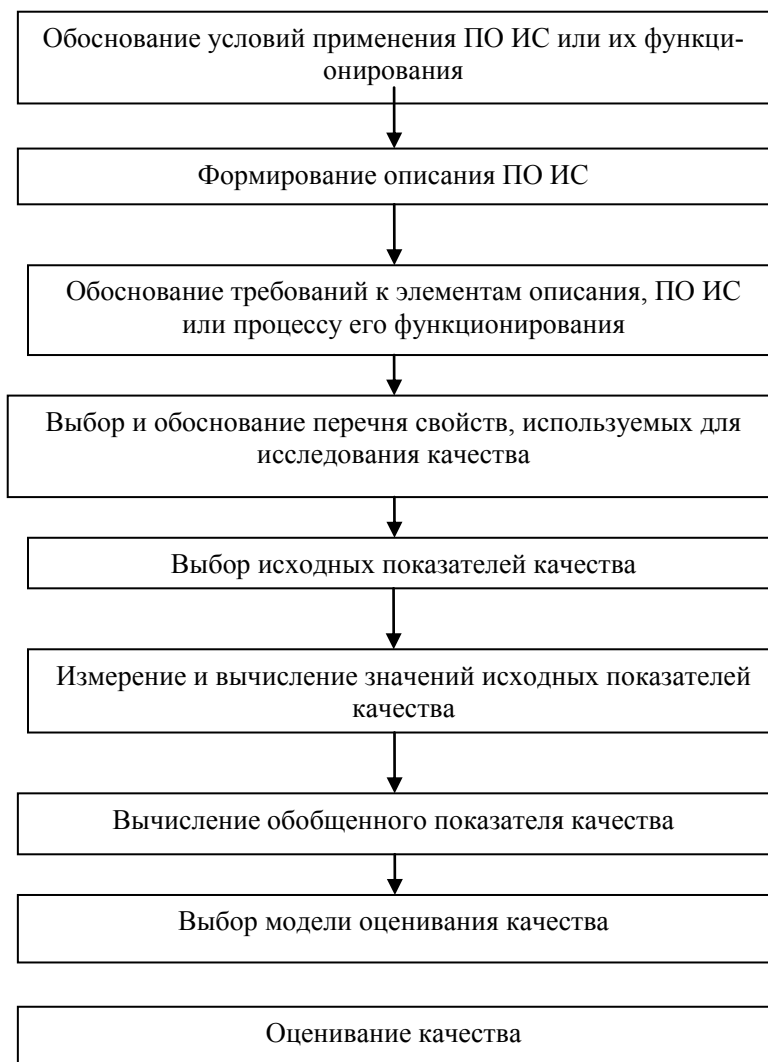 Обоснование условий применения ПО ИС или их функци-
онирования
Формирование описания ПО ИС
Обоснование требований к элементам описания, ПО ИС
или процессу его функционирования
Выбор и обоснование перечня свойств, используемых для
исследования качества
Выбор исходных показателей качества
Измерение и вычисление значений исходных показателей
качества
Вычисление обобщенного показателя качества
Выбор модели оценивания качества
Оценивание качества